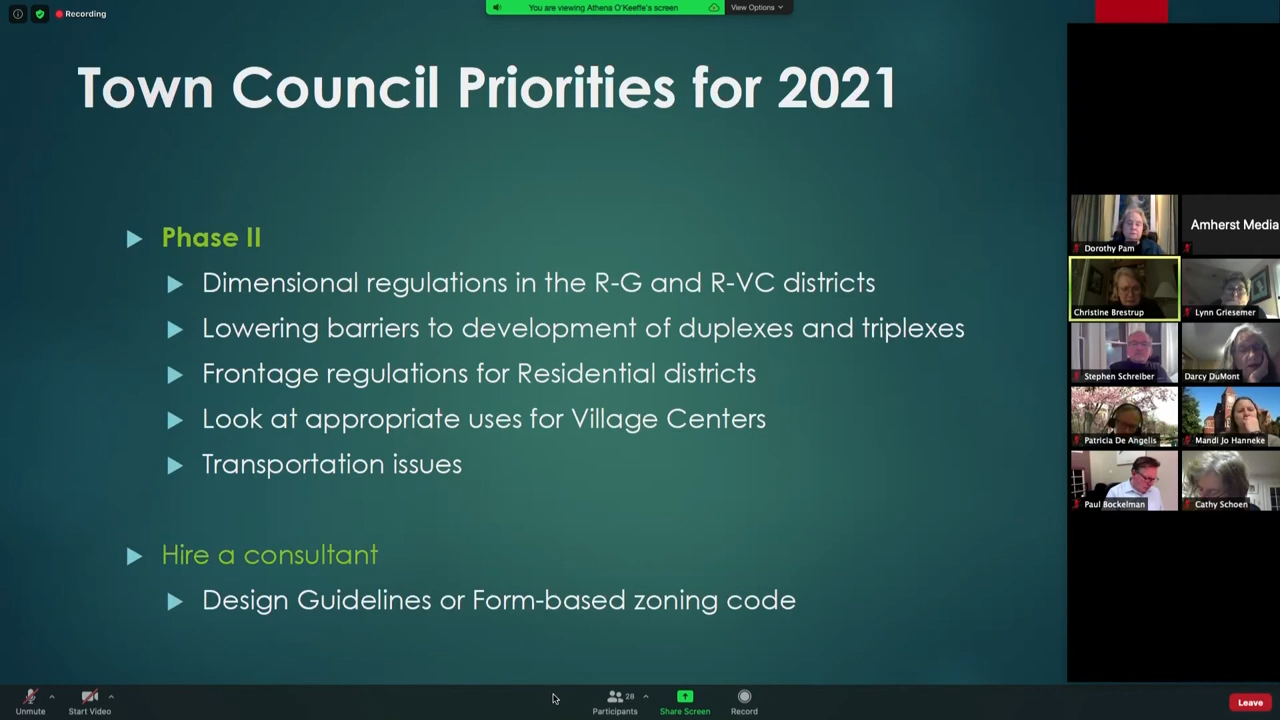 Recording
You are viewing Athena O'Keeffe's screen
View Options
Town Council Priorities for 2021
Phase II
Dimensional regulations in the R-G and R-VC districts
Lowering barriers to development of duplexes and triplexes
Frontage regulations for Residential districts
Look at appropriate uses for Village Centers
Transportation issues
Hire a consultant
Design Guidelines or Form-based zoning code
Dorothy Pam
Amherst Media
Christine Brestrup
Lynn Griesemer
Stephen Schreiber
Darcy DuMont
Patricia De Angelis
Mandi Jo Hanneke
Paul Bockelman
Cathy Schoen
Unmute
Start Video
28
Participants
Share Screen
Record
Leave